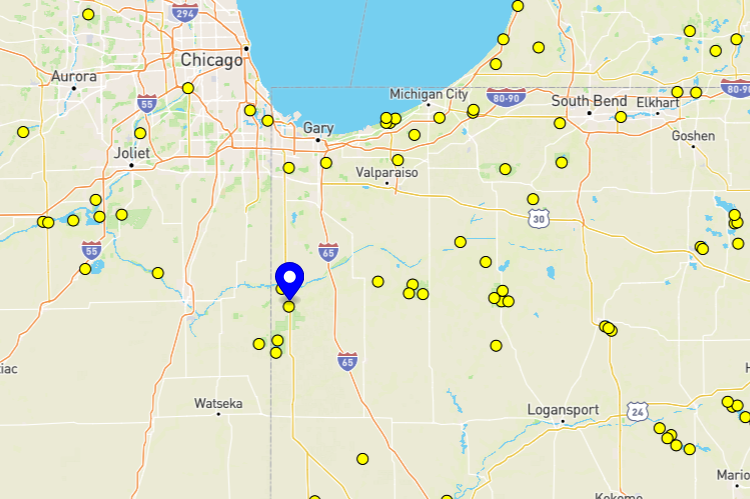 294
Chicago
Aurora
55
Michigan City
80-90
80-90
South Bend
Elkhart
Gary
Goshen
Joliet
Valparaiso
30
55
65
65
iac
H
Watseka
Logansport
24
Mario
Kokomo